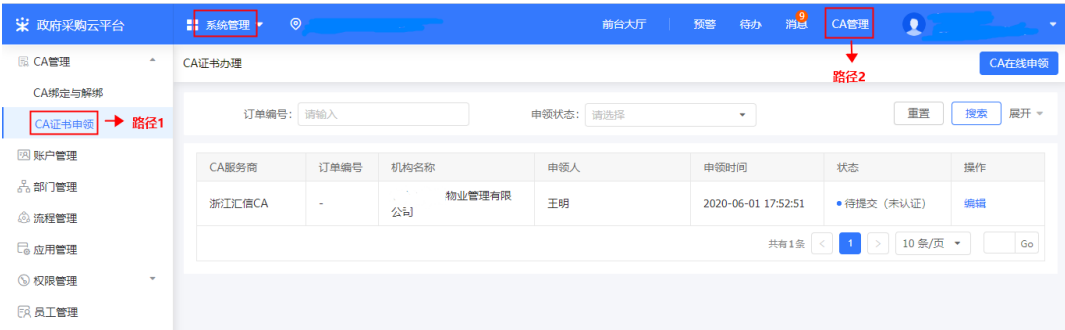 政府采购云平台 系统管理 前台大厅 预警 待办 消息 9 CA管理
CA管理
CA绑定与解绑
CA证书申领 路径1
账户管理
部门管理
流程管理
应用管理
权限管理
员工管理
CA证书办理 路径2 CA在线申领
订单编号: 请输入 申领状态: 请选择 重置 搜索 展开
CA服务商 订单编号 机构名称 申领人 申领时间 状态 操作
浙江汇信CA - 物业管理有限 王明 2020-06-01 17:52:51 待提交（未认证） 编辑
公司
共有1条 < 1 > 10 条/页 Go